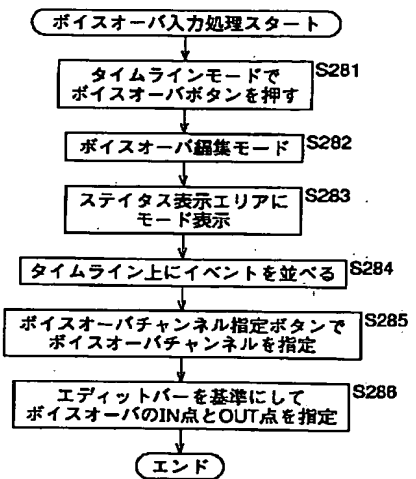 ボイスオーバ入力処理スタート
S281
タイムラインモードで
ボイスオーバボタンを押す
S282
ボイスオーバ編集モード
S283
ステイタス表示エリアに
モード表示
タイムライン上にイベントを並べる
S284
ボイスオーバチャンネル指定ボタンで
ボイスオーバチャンネルを指定
S285
エディットバーを基準にして
ボイスオーバのIN点とOUT点を指定
S286
エンド